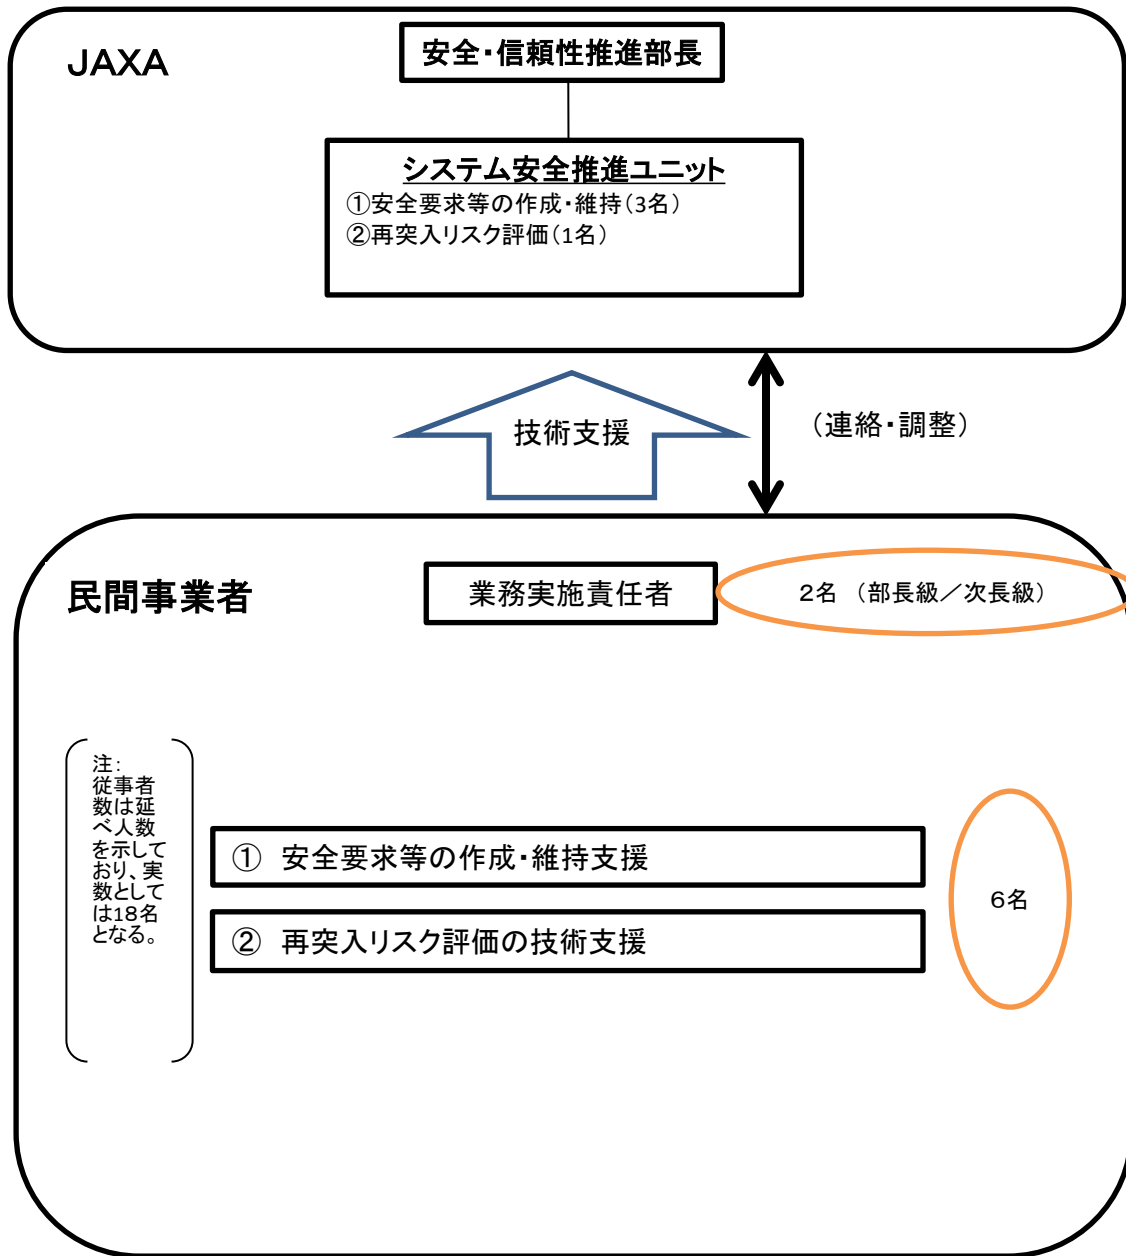 JAXA
安全・信頼性推進部長
システム安全推進ユニット
①安全要求等の作成・維持（3名）
②再突入リスク評価（1名）
技術支援
（連絡・調整）
民間事業者
業務実施責任者
２名　（部長級／次長級）
注：
従事者
数は延
べ人数
を示して
おり、実
数として
は18名
となる。
①　安全要求等の作成・維持支援
②　再突入リスク評価の技術支援
６名